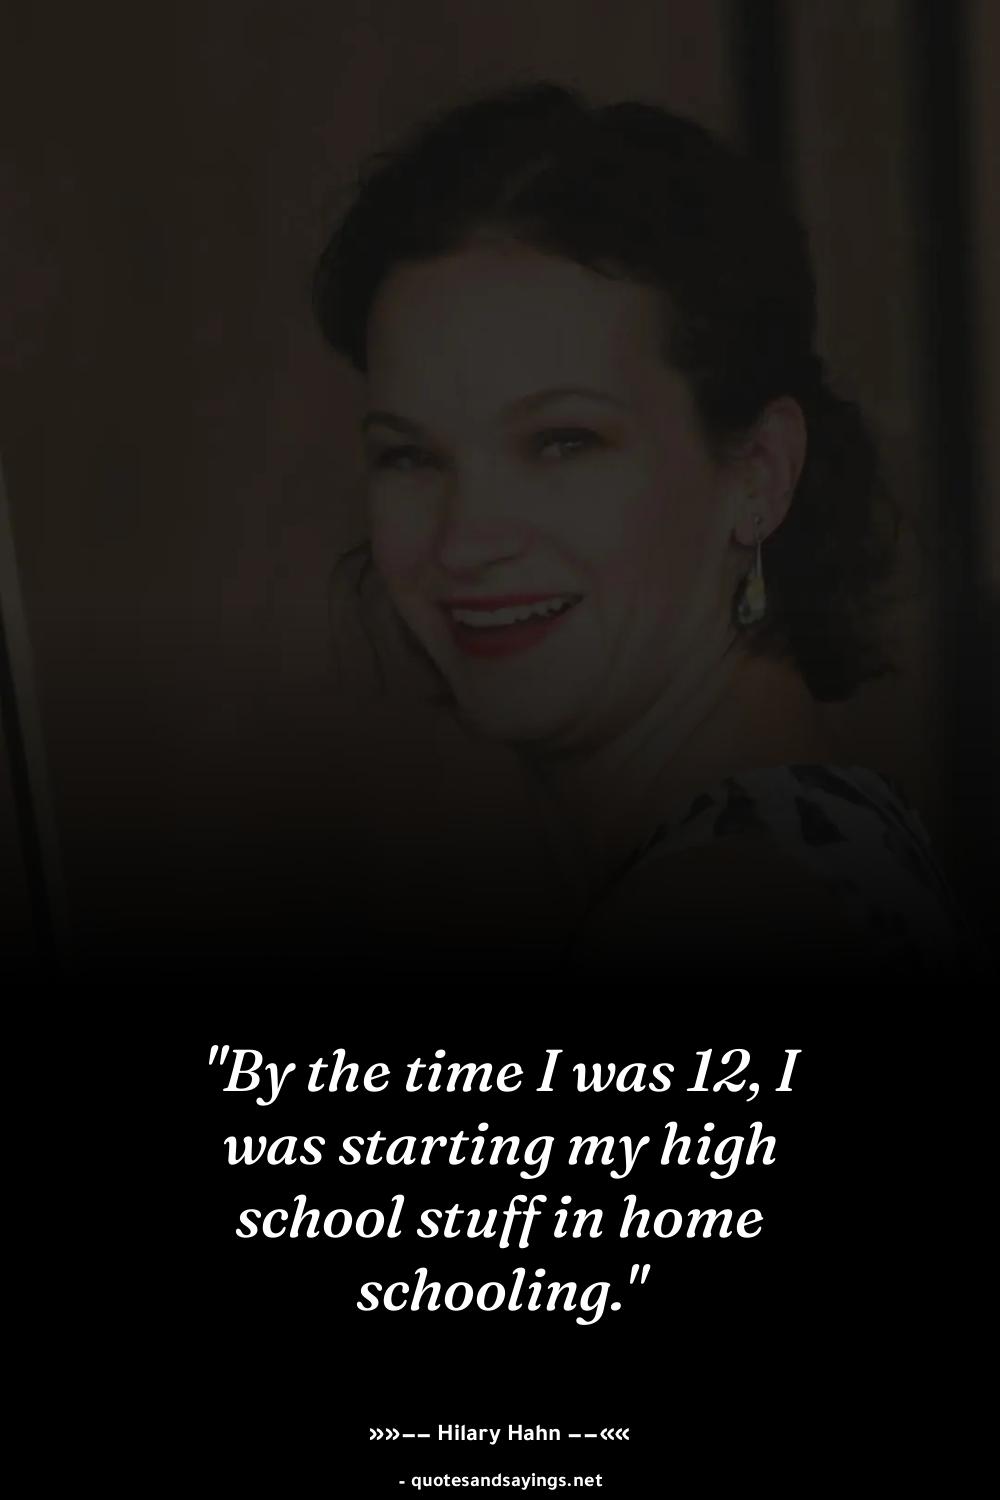 "By the time I was 12, I
was starting my high
school stuff in home
schooling."
»»—— Hilary Hahn ——««
- quotesandsayings.net